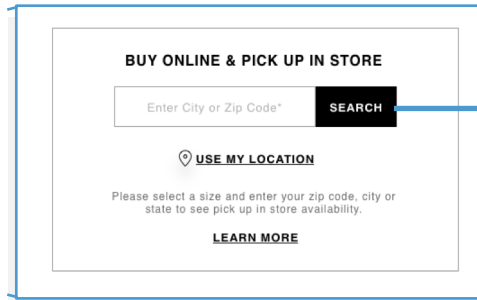 BUY ONLINE & PICK UP IN STORE
Enter City or Zip Code*
SEARCH
USE MY LOCATION
Please select a size and enter your zip code, city or
state to see pick up in store availability.
LEARN MORE